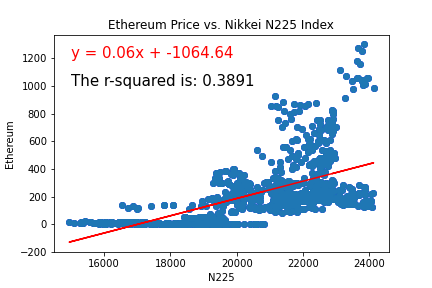 Ethereum Price vs. Nikkei N225 Index
y = 0.06x + -1064.64
The r-squared is: 0.3891
1200
1000
800
600
400
200
0
−200
Ethereum
16000 18000 20000 22000 24000
N225